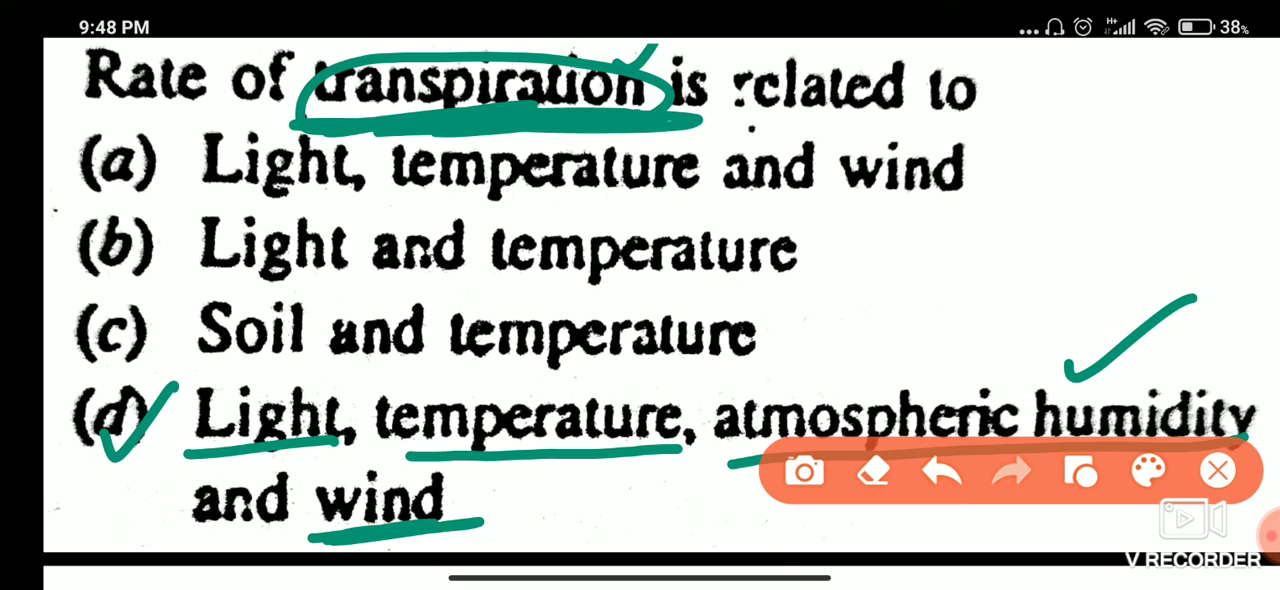 9:48 PM
H+
38%
Rate of transpiration is related to
(a) Light, temperature and wind
(b) Light and temperature
(c) Soil and temperature
(d) Light, temperature, atmospheric humidity
and wind
V RECORDER